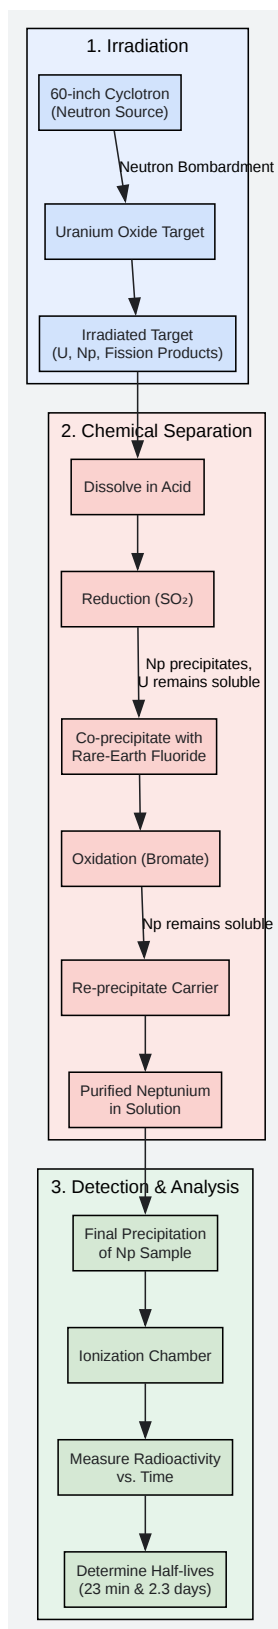 1. Irradiation
60-inch Cyclotron
(Neutron Source)
Neutron Bombardment
Uranium Oxide Target
Irradiated Target
(U, Np, Fission Products)
2. Chemical Separation
Dissolve in Acid
Reduction (SO₂)
Np precipitates,
U remains soluble
Co-precipitate with
Rare-Earth Fluoride
Oxidation (Bromate)
Np remains soluble
Re-precipitate Carrier
Purified Neptunium
in Solution
3. Detection & Analysis
Final Precipitation
of Np Sample
Ionization Chamber
Measure Radioactivity
vs. Time
Determine Half-lives
(23 min & 2.3 days)